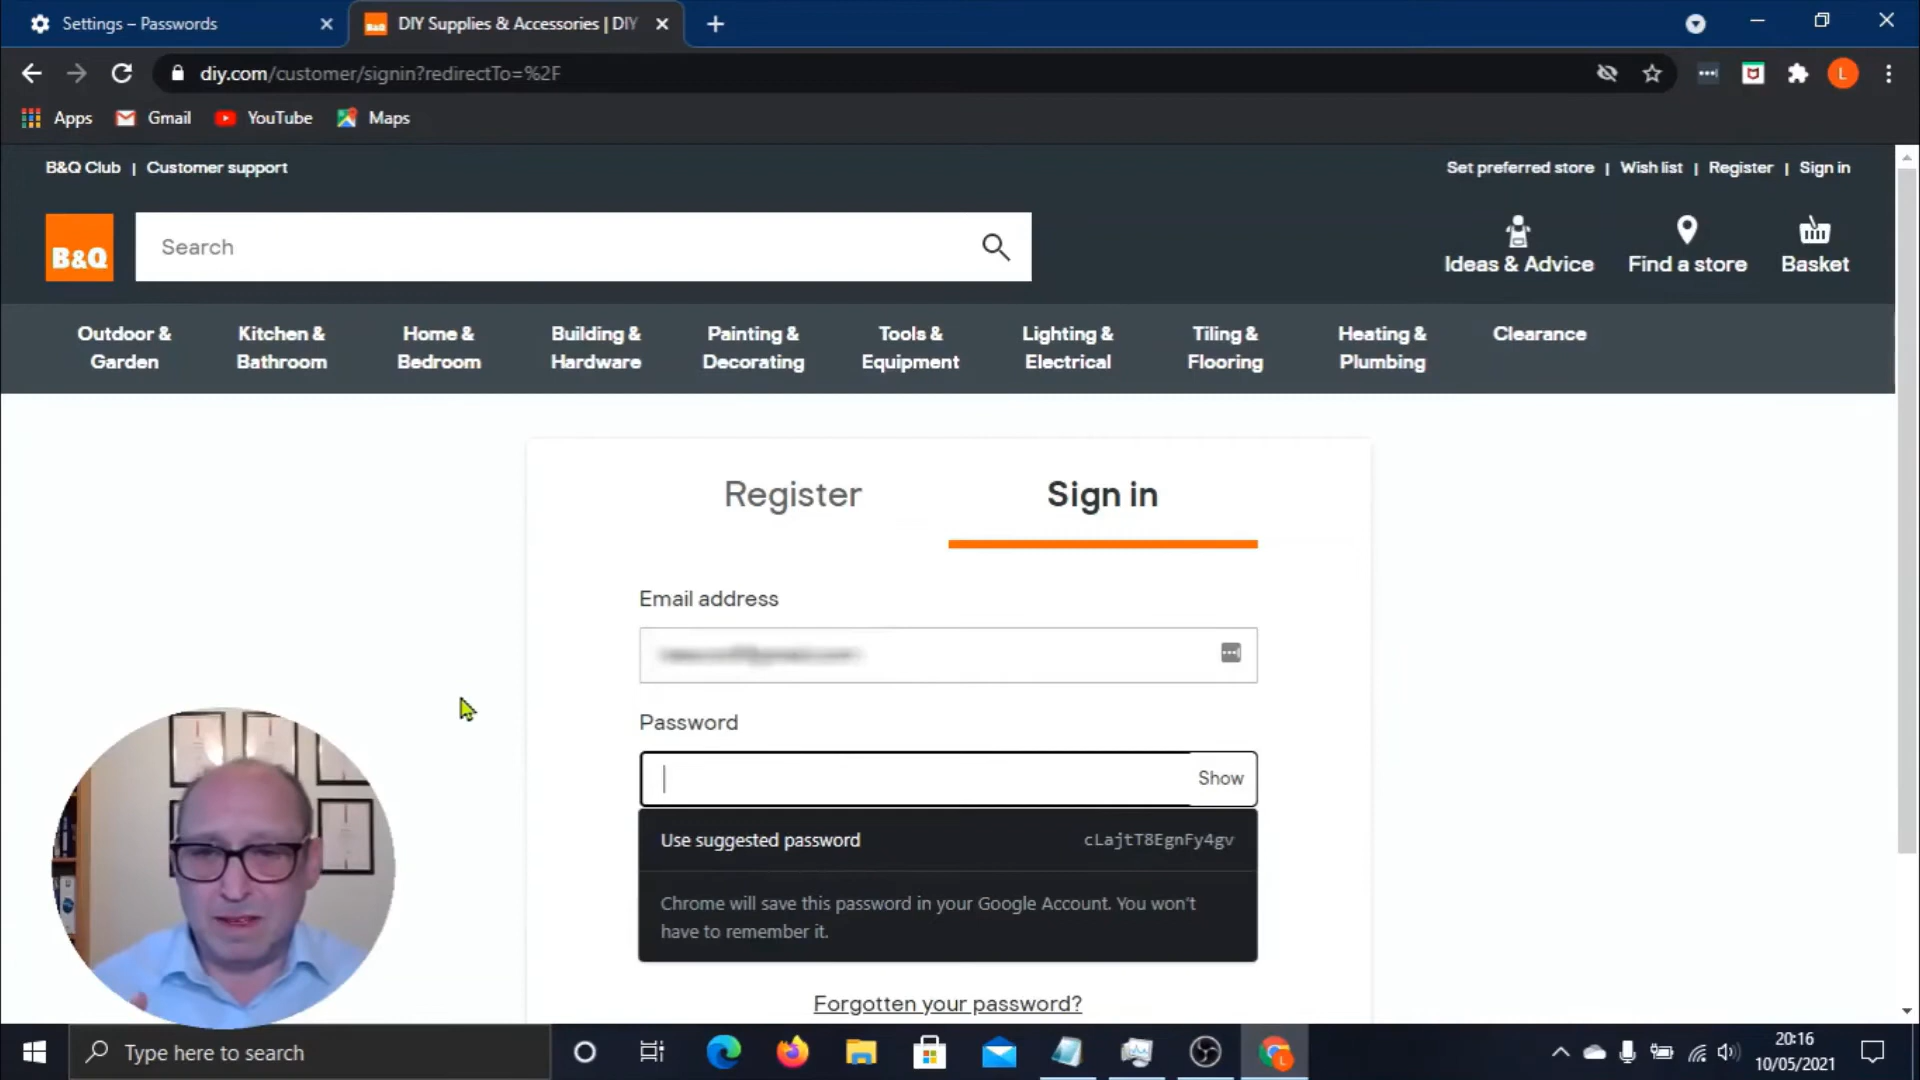 Settings – Passwords
DIY Supplies & Accessories | DIY
diy.com/customer/signin?redirectTo=%2F
L
Apps
Gmail
YouTube
Maps
B&Q Club | Customer support
Set preferred store | Wish list | Register | Sign in
B&Q
Search
Ideas & Advice
Find a store
Basket
Outdoor &
Garden
Kitchen &
Bathroom
Home &
Bedroom
Building &
Hardware
Painting &
Decorating
Tools &
Equipment
Lighting &
Electrical
Tiling &
Flooring
Heating &
Plumbing
Clearance
Register
Sign in
Email address
Password
Show
Use suggested password cLajtT8EgnFy4gv
Chrome will save this password in your Google Account. You won't
have to remember it.
Forgotten your password?
Type here to search
20:16
10/05/2021